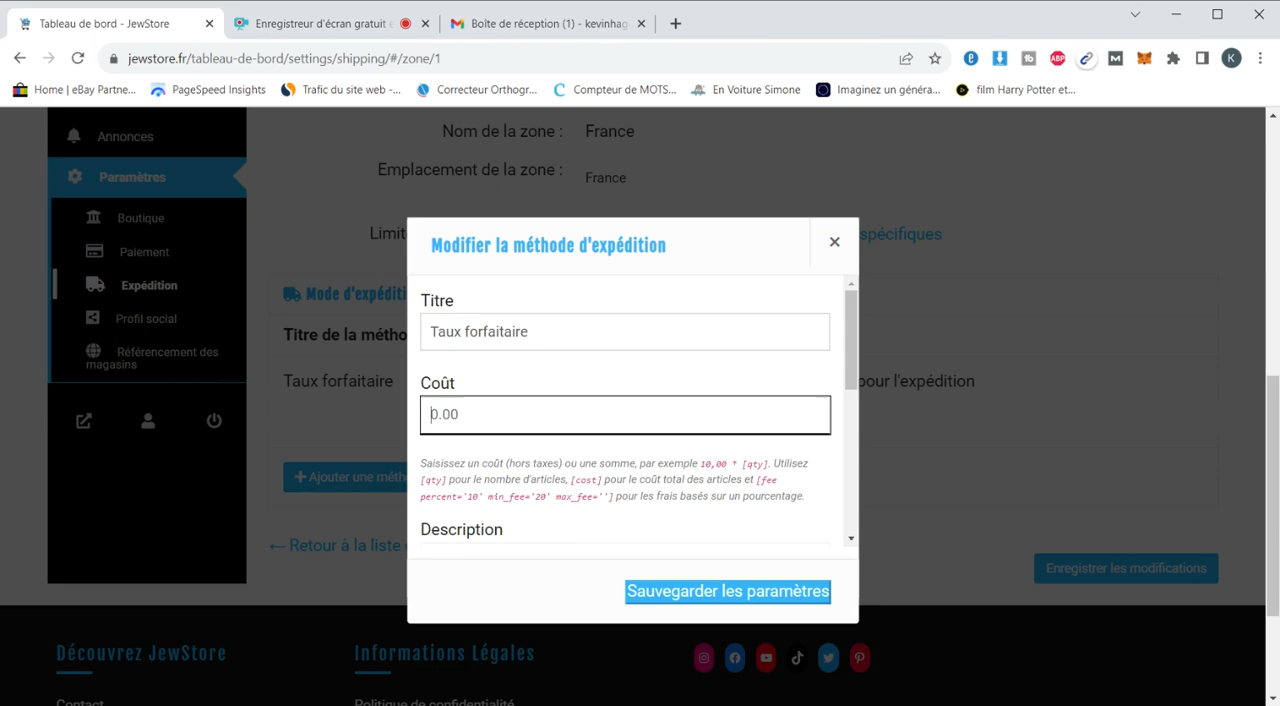 Tableau de bord - JewStore
Enregistreur d'écran gratuit e
Boîte de réception (1) - kevinhag
jewstore.fr/tableau-de-bord/settings/shipping/#/zone/1
ABP
K
Home | eBay Partne...
PageSpeed Insights
Trafic du site web -...
Correcteur Orthogr...
Compteur de MOTS...
En Voiture Simone
Imaginez un généra...
film Harry Potter et...
Annonces
Paramètres
Boutique
Paiement
Expédition
Profil social
Référencement des
magasins
Nom de la zone :
France
Emplacement de la zone :
France
Limit
spécifiques
Mode d'expéditi
Titre de la métho
Taux forfaitaire
pour l'expédition
Ajouter une méth
← Retour à la liste
Enregistrer les modifications
Modifier la méthode d'expédition
Titre
Taux forfaitaire
Coût
0.00
Saisissez un coût (hors taxes) ou une somme, par exemple 10,00 * [qty]. Utilisez
[qty] pour le nombre d'articles, [cost] pour le coût total des articles et [fee
percent='10' min_fee='20' max_fee=''] pour les frais basés sur un pourcentage.
Description
Sauvegarder les paramètres
Découvrez JewStore
Informations Légales
Contact
Politique de confidentialité